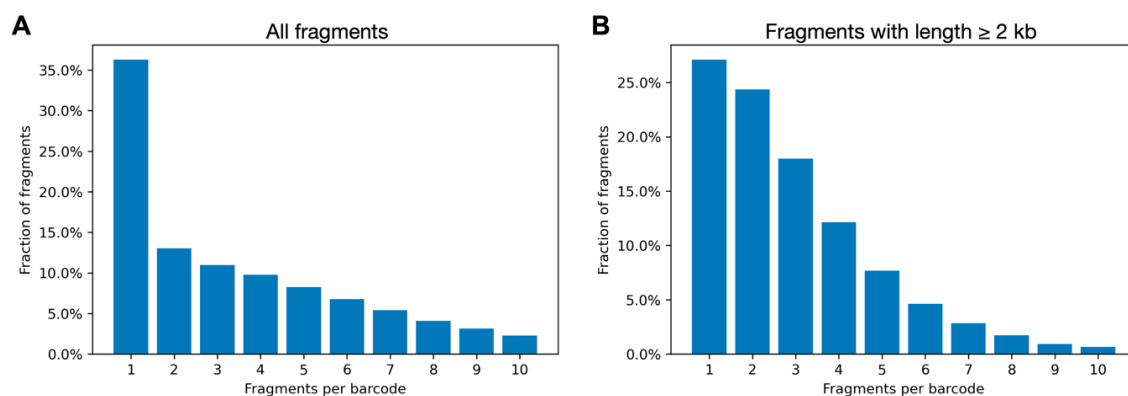 A
All fragments
Fraction of fragments
35.0%
30.0%
25.0%
20.0%
15.0%
10.0%
5.0%
0.0%
1 2 3 4 5 6 7 8 9 10
Fragments per barcode
B
Fragments with length ≥ 2 kb
Fraction of fragments
25.0%
20.0%
15.0%
10.0%
5.0%
0.0%
1 2 3 4 5 6 7 8 9 10
Fragments per barcode